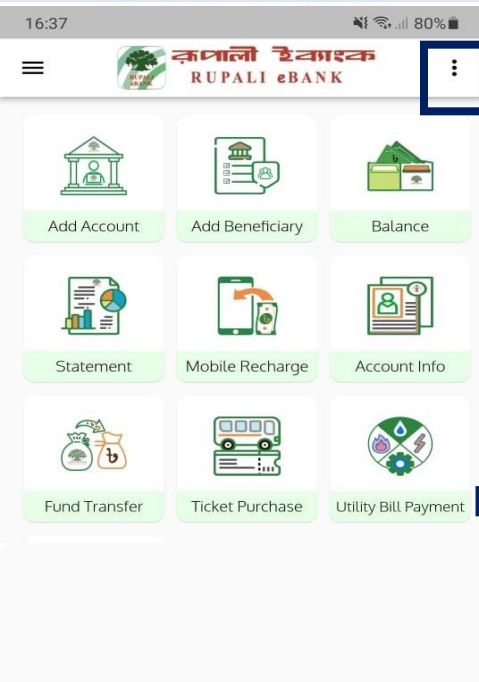 16:37
80%
রূপালী ইব্যাংক
RUPALI eBANK
Add Account
Add Beneficiary
Balance
Statement
Mobile Recharge
Account Info
Fund Transfer
Ticket Purchase
Utility Bill Payment